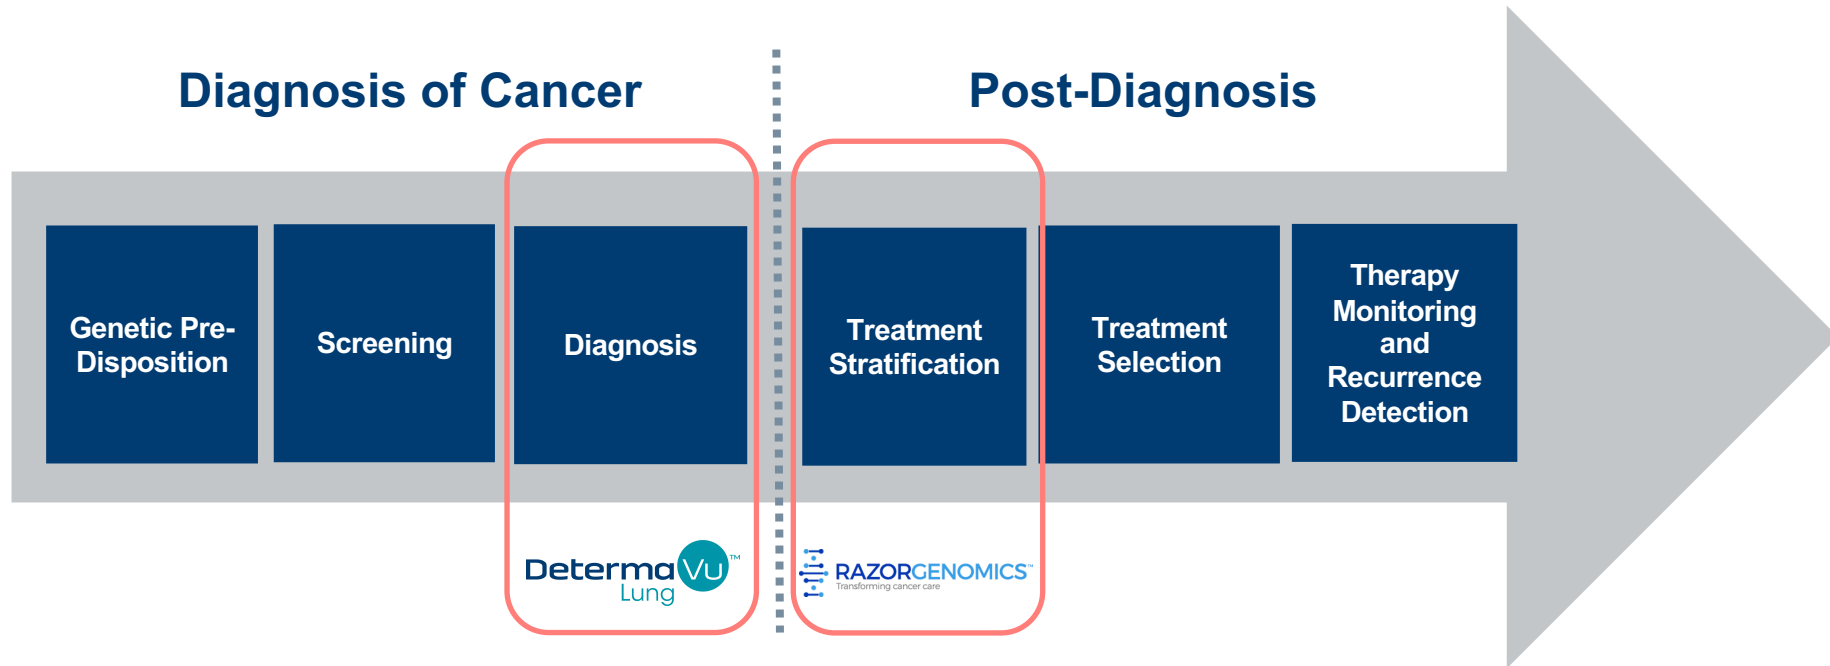 Diagnosis of Cancer
Post-Diagnosis
Genetic Pre-
Disposition
Screening
Diagnosis
Treatment
Stratification
Treatment
Selection
Therapy
Monitoring
and
Recurrence
Detection
DetermaVu™
Lung
RAZORGENOMICS™
Transforming cancer care